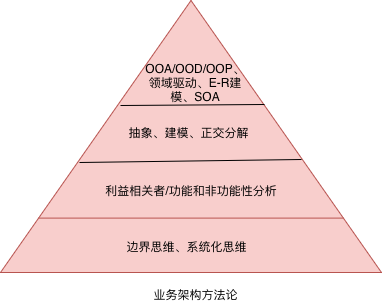 OOA/OOD/OOP、
领域驱动、E-R建
模、SOA
抽象、建模、正交分解
利益相关者/功能和非功能性分析
边界思维、系统化思维
业务架构方法论